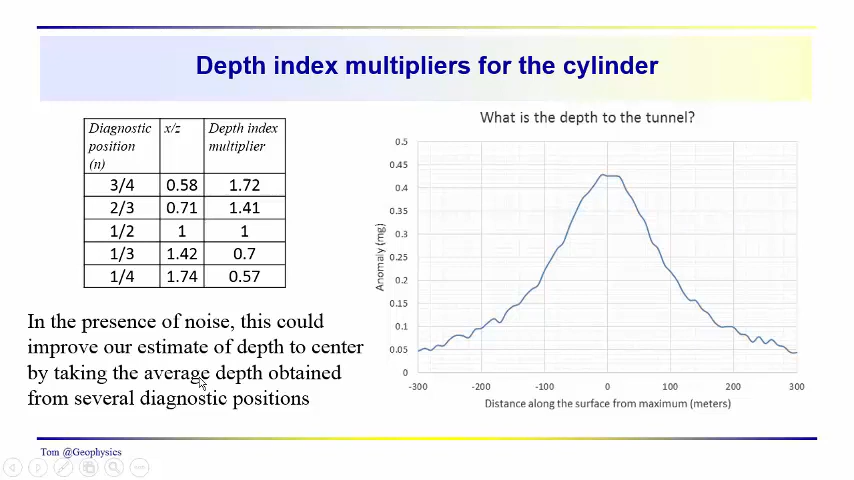 Depth index multipliers for the cylinder
Diagnostic position (n) x/z Depth index multiplier
3/4 0.58 1.72
2/3 0.71 1.41
1/2 1 1
1/3 1.42 0.7
1/4 1.74 0.57
In the presence of noise, this could
improve our estimate of depth to center
by taking the average depth obtained
from several diagnostic positions
What is the depth to the tunnel?
Anomaly (mg)
0.5
0.45
0.4
0.35
0.3
0.25
0.2
0.15
0.1
0.05
0
-300 -200 -100 0 100 200 300
Distance along the surface from maximum (meters)
Tom @Geophysics